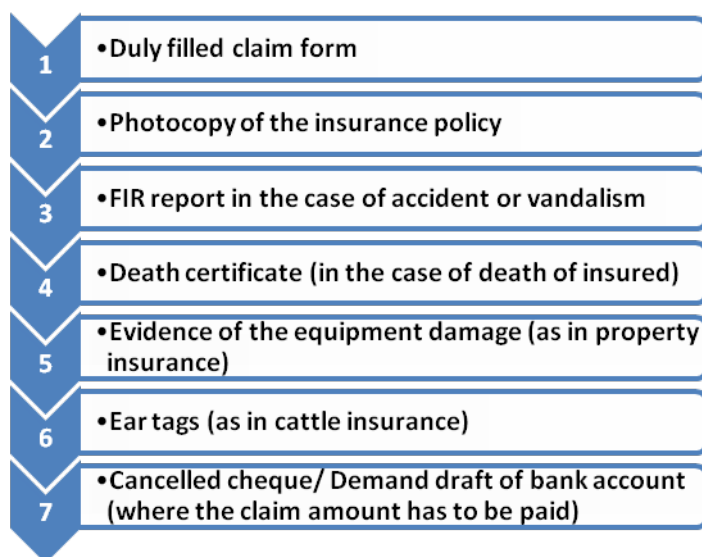 1
•Duly filled claim form
2
•Photocopy of the insurance policy
3
•FIR report in the case of accident or vandalism
4
•Death certificate (in the case of death of insured)
5
•Evidence of the equipment damage (as in property
insurance)
6
•Ear tags (as in cattle insurance)
7
•Cancelled cheque/ Demand draft of bank account
(where the claim amount has to be paid)